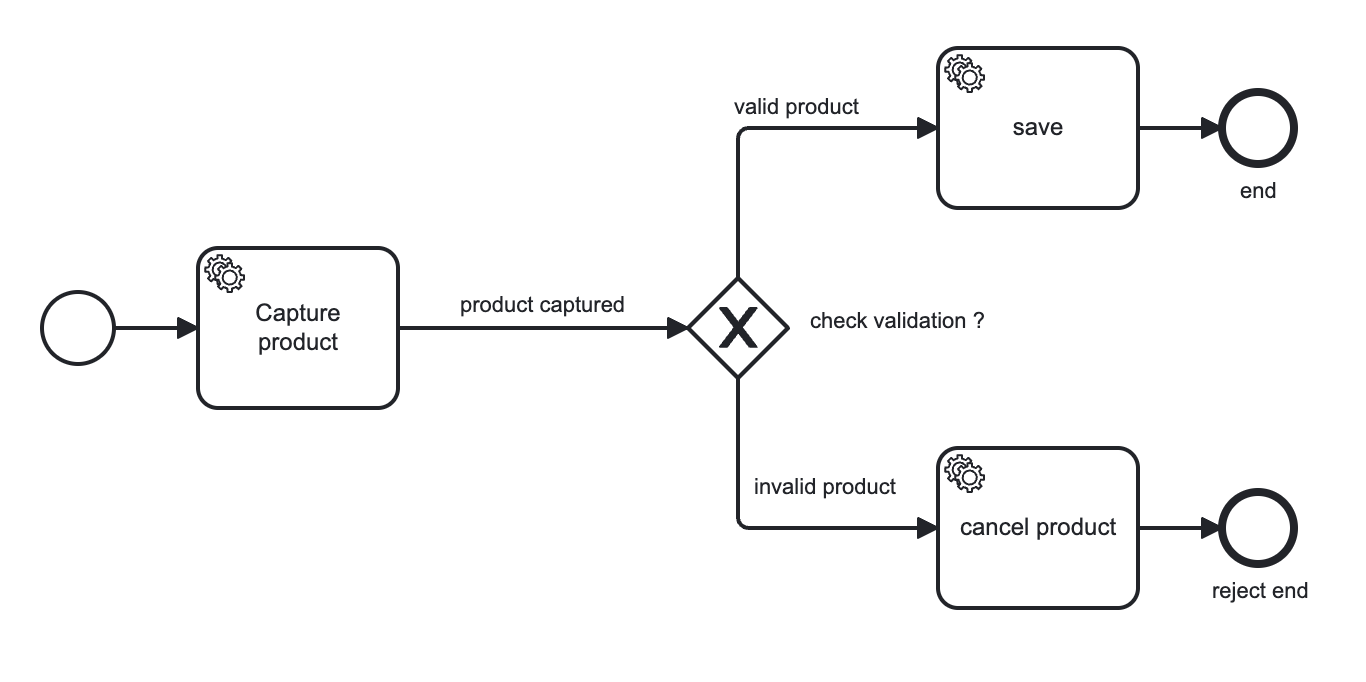 Capture
product
product captured
check validation ?
valid product
save
end
invalid product
cancel product
reject end